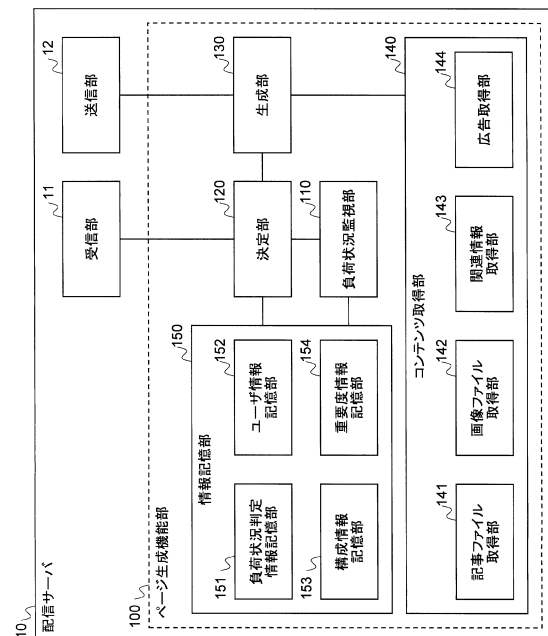 10
配信サーバ
11
受信部
12
送信部
100
ページ生成機能部
150
情報記憶部
151
負荷状況判定
情報記憶部
152
ユーザ情報
記憶部
153
構成情報
記憶部
154
重要度情報
記憶部
120
決定部
130
生成部
110
負荷状況監視部
140
コンテンツ取得部
141
記事ファイル
取得部
142
画像ファイル
取得部
143
関連情報
取得部
144
広告取得部